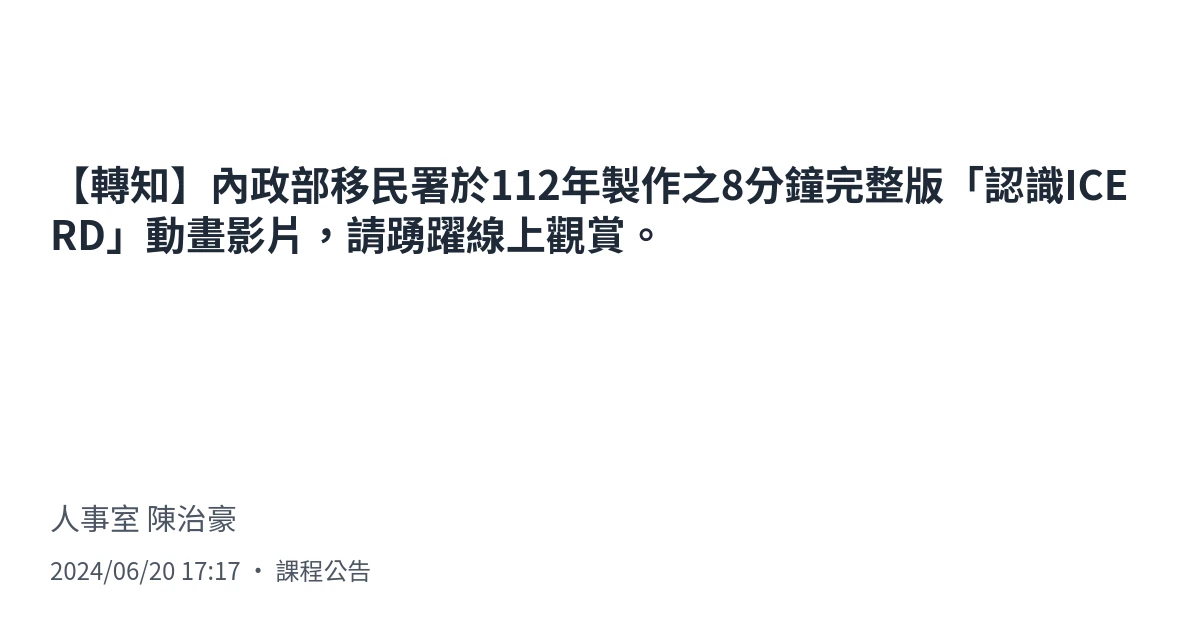 【轉知】內政部移民署於112年製作之8分鐘完整版「認識ICE
RD」動畫影片，請踴躍線上觀賞。
人事室 陳治豪
2024/06/20 17:17 • 課程公告